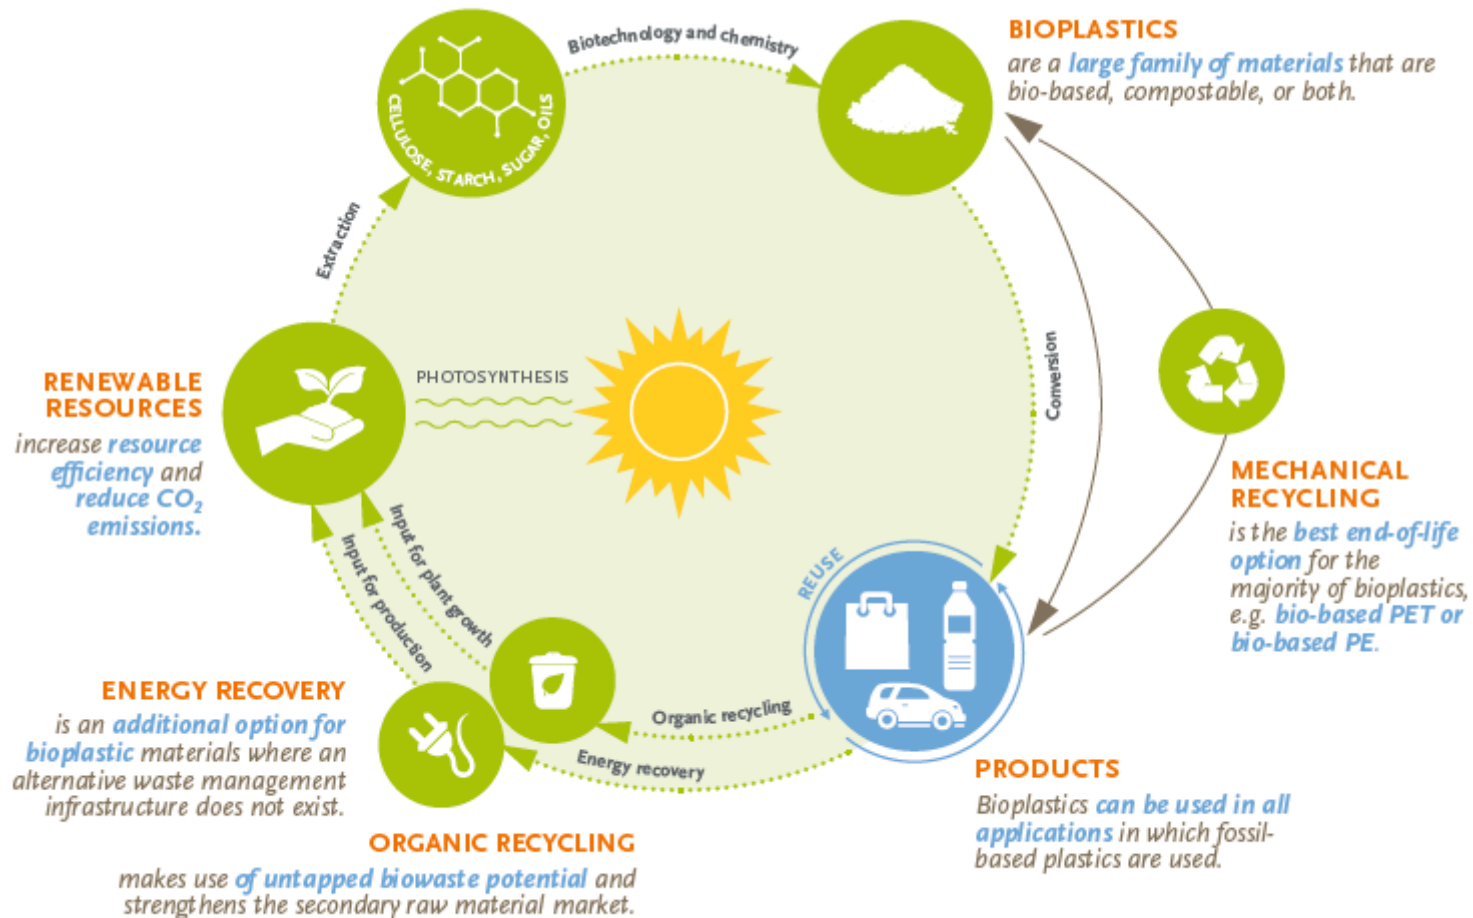 Biotechnology and chemistry
CELLULOSE, STARCH, SUGAR, OILS
BIOPLASTICS
are a large family of materials that are
bio-based, compostable, or both.
Extraction
Conversion
PHOTOSYNTHESIS
RENEWABLE
RESOURCES
increase resource
efficiency and
reduce CO₂
emissions.
MECHANICAL
RECYCLING
is the best end-of-life
option for the
majority of bioplastics,
e.g. bio-based PET or
bio-based PE.
Input for plant growth
Input for production
REUSE
ENERGY RECOVERY
is an additional option for
bioplastic materials where an
alternative waste management
infrastructure does not exist.
Organic recycling
Energy recovery
PRODUCTS
Bioplastics can be used in all
applications in which fossil-
based plastics are used.
ORGANIC RECYCLING
makes use of untapped biowaste potential and
strengthens the secondary raw material market.